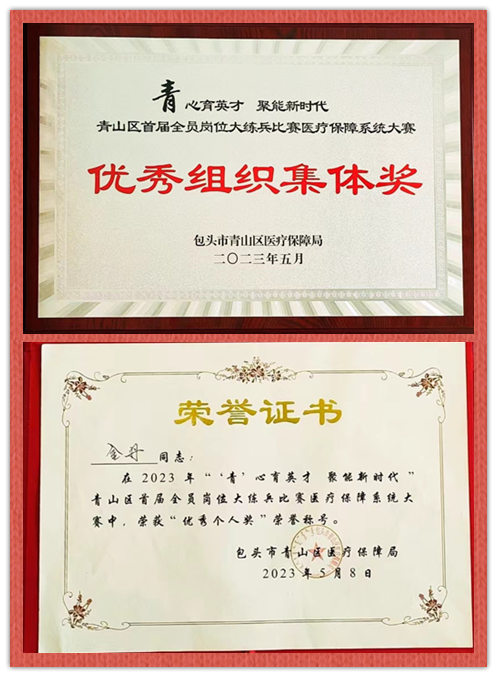 青心育英才 聚能新时代
青山区首届全员岗位大练兵比赛医疗保障系统大赛
优秀组织集体奖
包头市青山区医疗保障局
二〇二三年五月
荣誉证书
金丹 同志：
在2023年“‘青’心育英才 聚能新时代”
青山区首届全员岗位大练兵比赛医疗保障系统大
赛中，荣获“优秀个人奖”荣誉称号。
包头市青山区医疗保障局
2023年5月8日